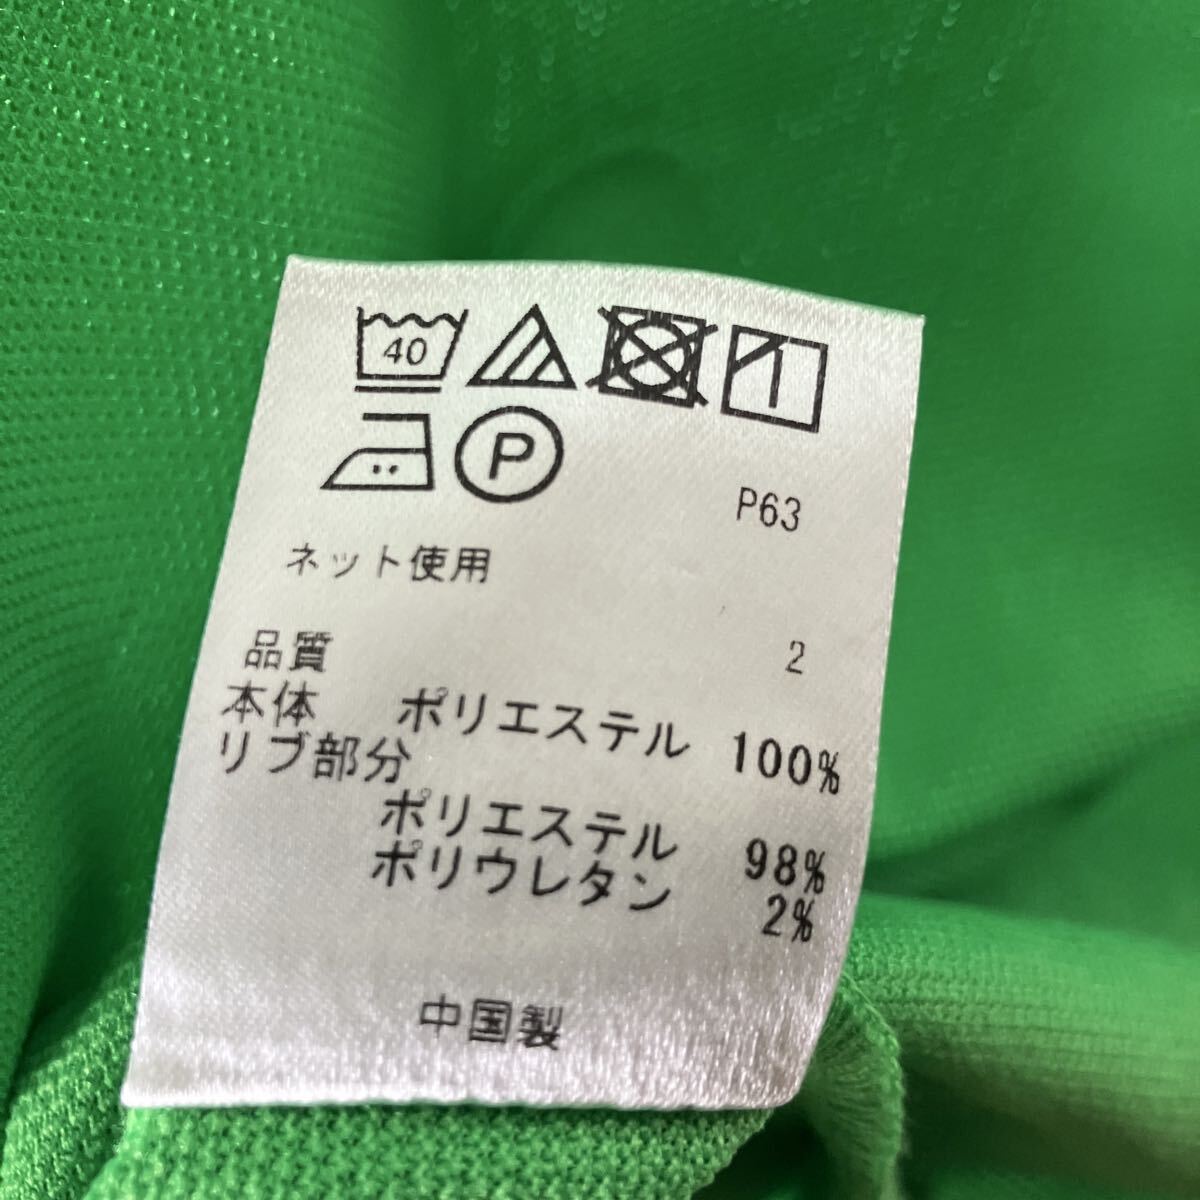 40
P
P63
ネット使用
2
品質
本体 ポリエステル 100%
リブ部分
ポリエステル 98%
ポリウレタン 2%
中国製